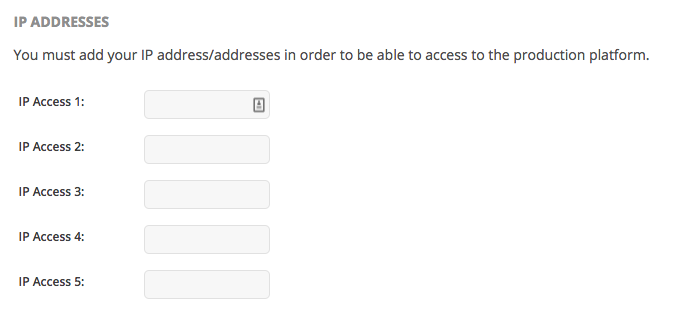 IP ADDRESSES
You must add your IP address/addresses in order to be able to access to the production platform.
IP Access 1:
IP Access 2:
IP Access 3:
IP Access 4:
IP Access 5: